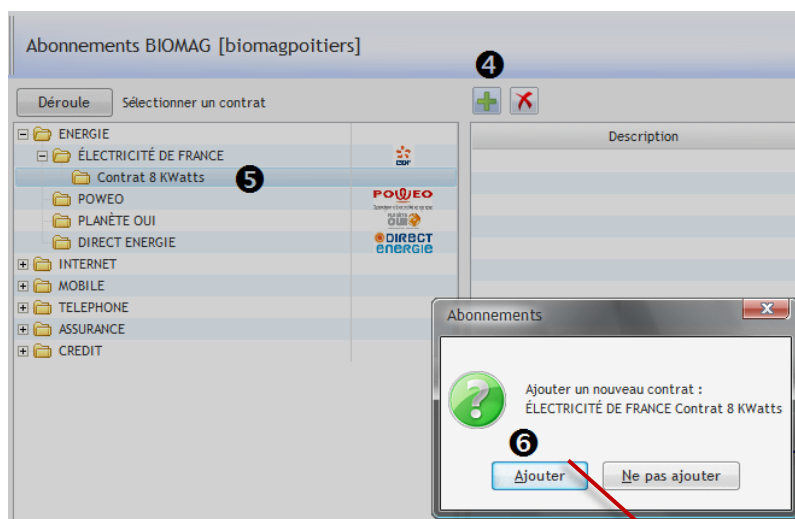 Abonnements BIOMAG [biomagpoitiers]
4
Déroule Sélectionner un contrat
Description
ENERGIE
ÉLECTRICITÉ DE FRANCE
EDF
Contrat 8 KWatts 5
POWEO POWEO
PLANÈTE OUI OUI
DIRECT ENERGIE DIRECT
energie
INTERNET
MOBILE
TELEPHONE
ASSURANCE
CREDIT
Abonnements
Ajouter un nouveau contrat :
ÉLECTRICITÉ DE FRANCE Contrat 8 KWatts
6
Ajouter Ne pas ajouter